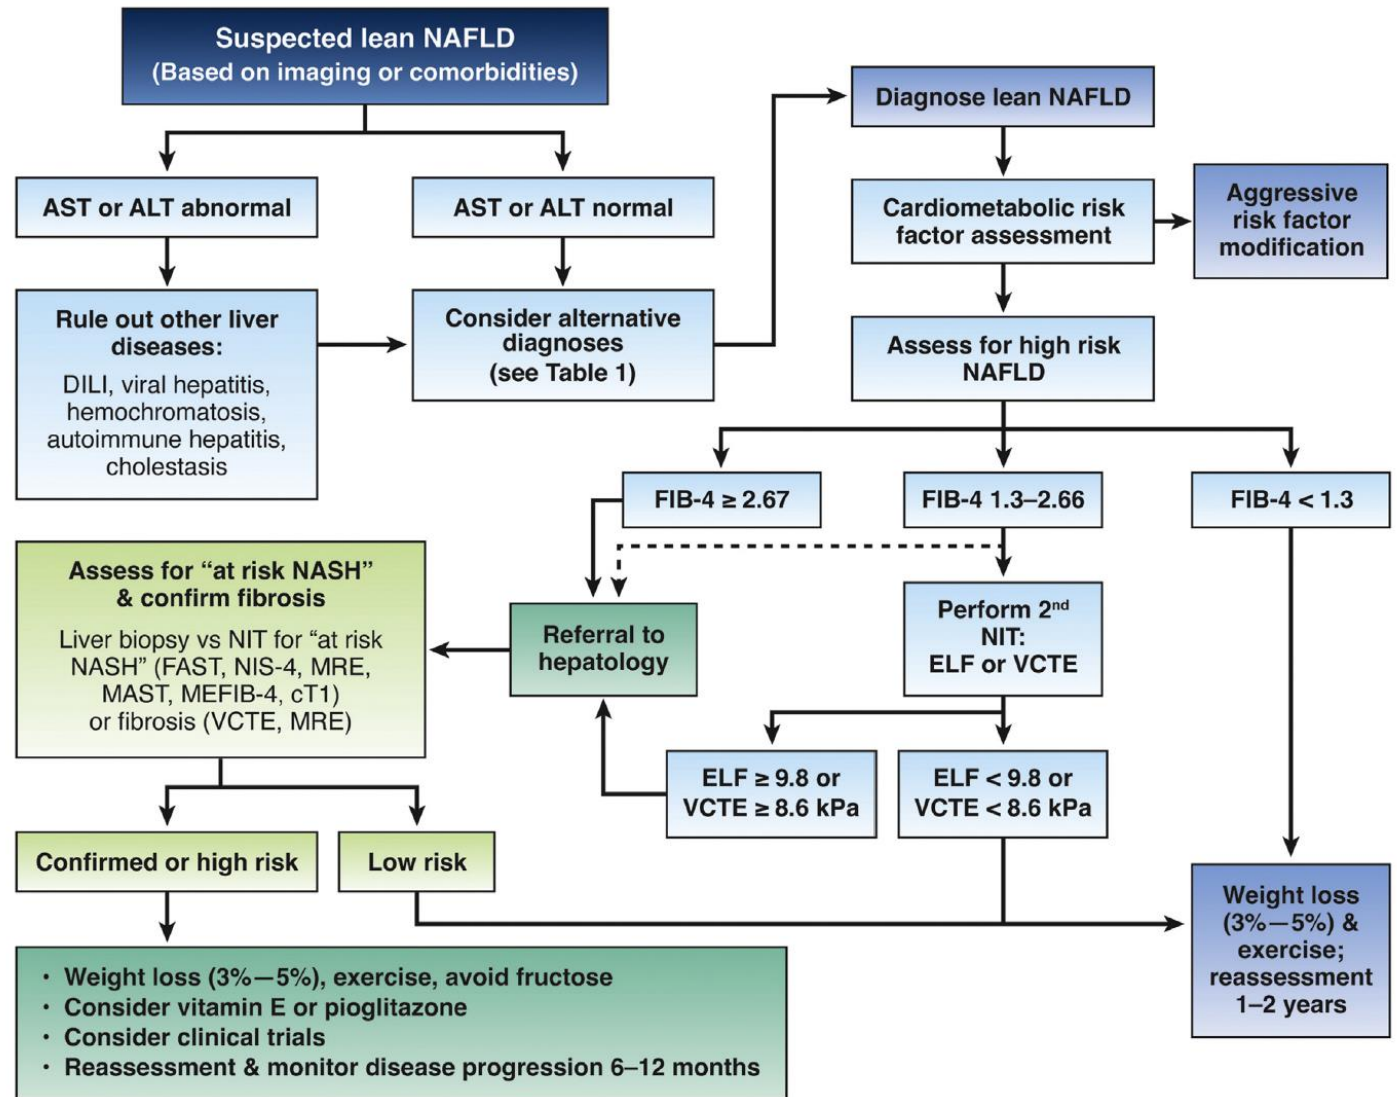 Suspected lean NAFLD
(Based on imaging or comorbidities)
AST or ALT abnormal
AST or ALT normal
Rule out other liver
diseases:
DILI, viral hepatitis,
hemochromatosis,
autoimmune hepatitis,
cholestasis
Consider alternative
diagnoses
(see Table 1)
Diagnose lean NAFLD
Cardiometabolic risk
factor assessment
Aggressive
risk factor
modification
Assess for high risk
NAFLD
FIB-4 ≥ 2.67
FIB-4 1.3–2.66
FIB-4 < 1.3
Perform 2nd
NIT:
ELF or VCTE
Referral to
hepatology
ELF ≥ 9.8 or
VCTE ≥ 8.6 kPa
ELF < 9.8 or
VCTE < 8.6 kPa
Assess for “at risk NASH”
& confirm fibrosis
Liver biopsy vs NIT for “at risk
NASH” (FAST, NIS-4, MRE,
MAST, MEFIB-4, cT1)
or fibrosis (VCTE, MRE)
Confirmed or high risk
Low risk
· Weight loss (3%—5%), exercise, avoid fructose
· Consider vitamin E or pioglitazone
· Consider clinical trials
· Reassessment & monitor disease progression 6–12 months
Weight loss
(3%—5%) &
exercise;
reassessment
1–2 years